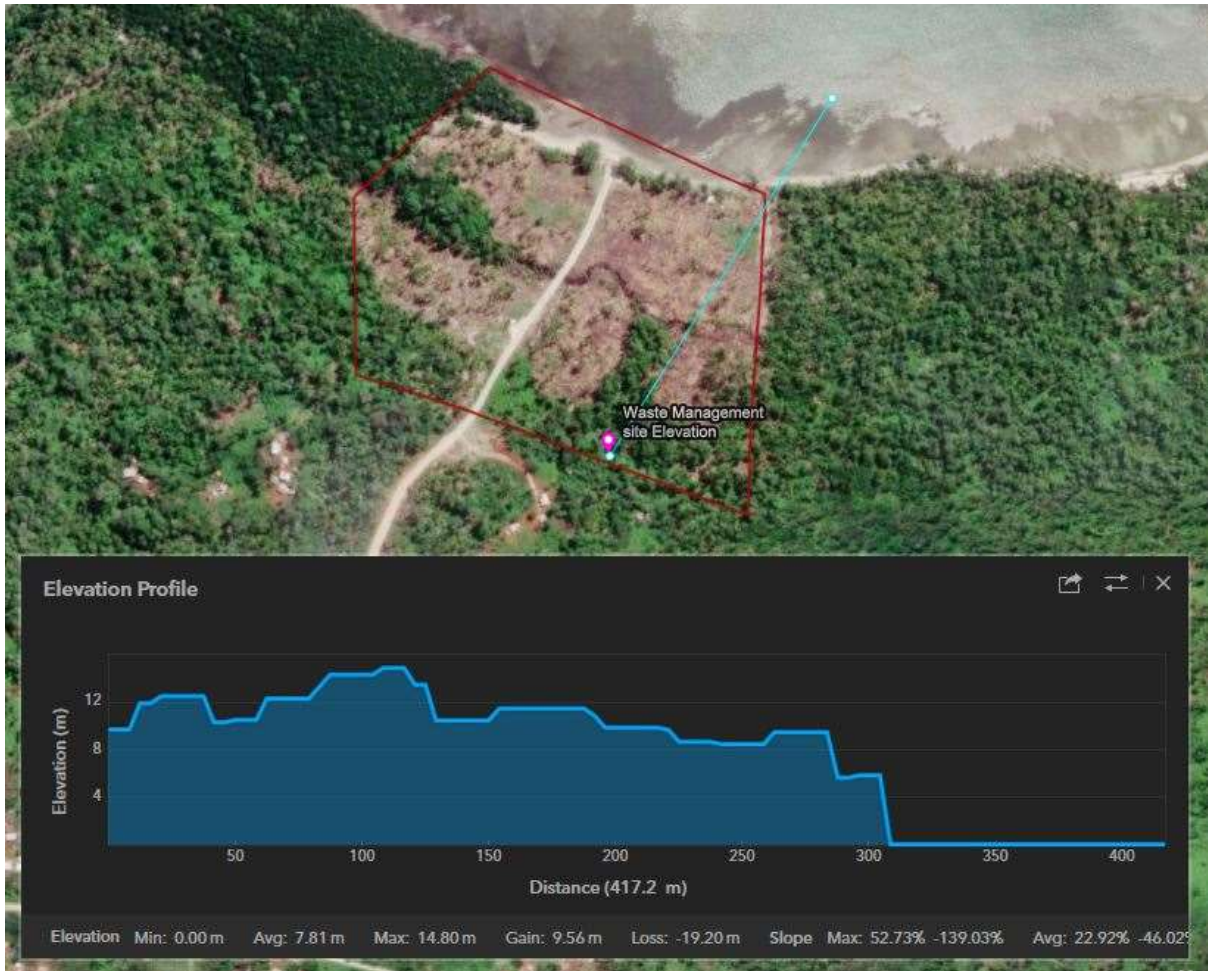 Waste Management
site Elevation
Elevation Profile
12
8
4
Elevation (m)
50 100 150 200 250 300 350 400
Distance (417.2 m)
Elevation Min: 0.00 m Avg: 7.81 m Max: 14.80 m Gain: 9.56 m Loss: -19.20 m Slope Max: 52.73% -139.03% Avg: 22.92% -46.02%